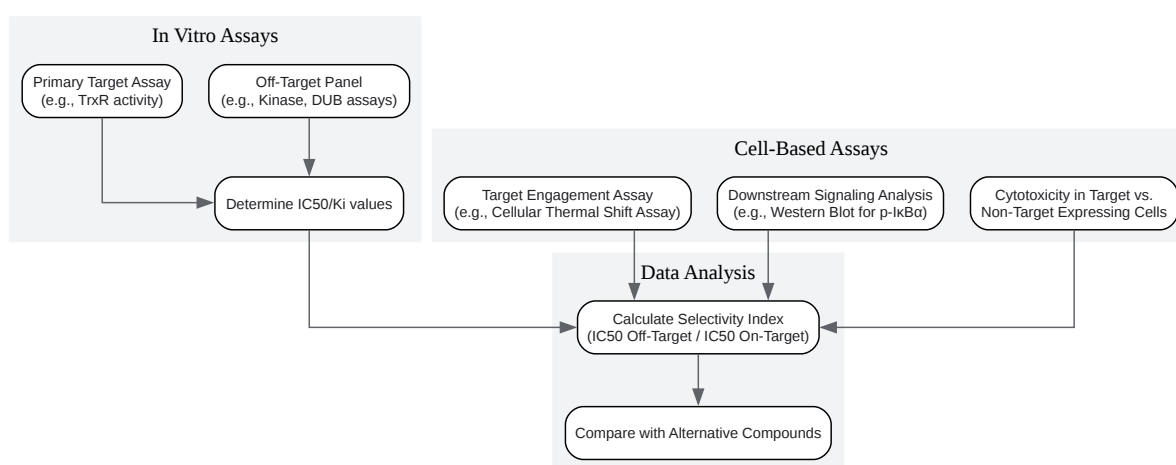 In Vitro Assays
Primary Target Assay
(e.g., TrxR activity)
Off-Target Panel
(e.g., Kinase, DUB assays)
Determine IC50/Ki values
Cell-Based Assays
Target Engagement Assay
(e.g., Cellular Thermal Shift Assay)
Downstream Signaling Analysis
(e.g., Western Blot for p-IκBα)
Cytotoxicity in Target vs.
Non-Target Expressing Cells
Data Analysis
Calculate Selectivity Index
(IC50 Off-Target / IC50 On-Target)
Compare with Alternative Compounds